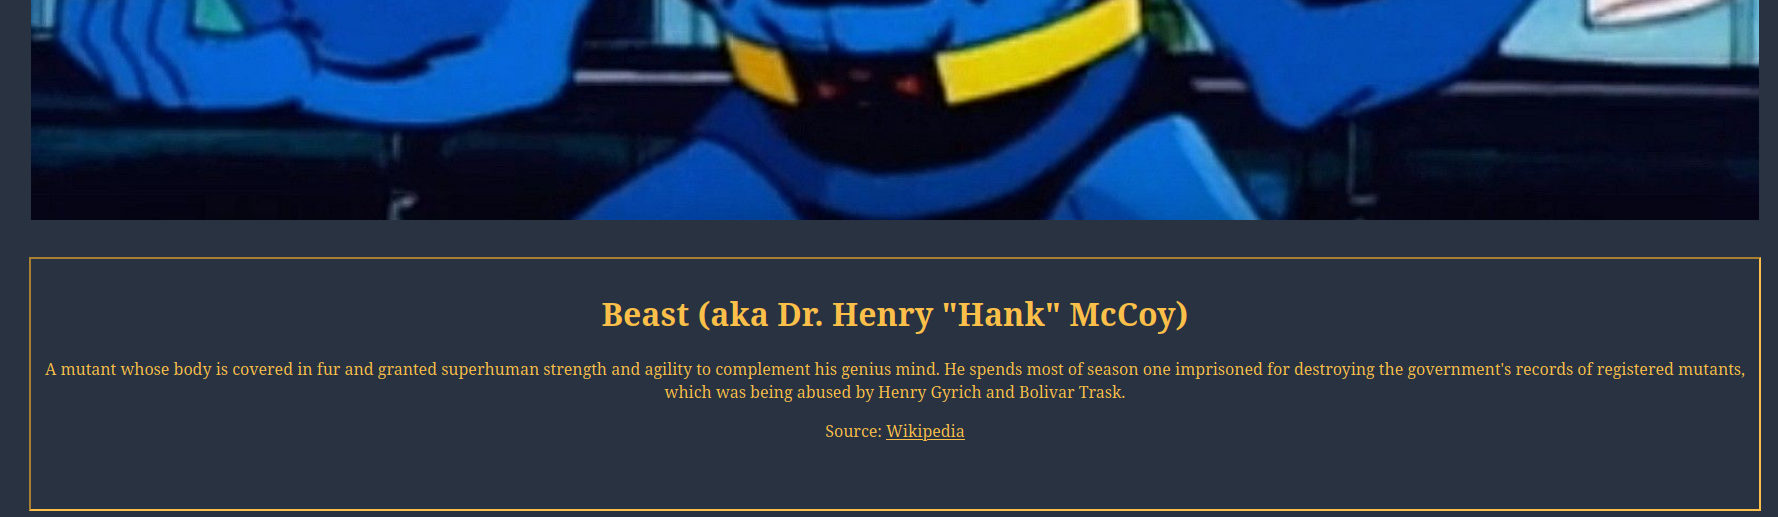 Beast (aka Dr. Henry "Hank" McCoy)
A mutant whose body is covered in fur and granted superhuman strength and agility to complement his genius mind. He spends most of season one imprisoned for destroying the government's records of registered mutants,
which was being abused by Henry Gyrich and Bolivar Trask.
Source: Wikipedia